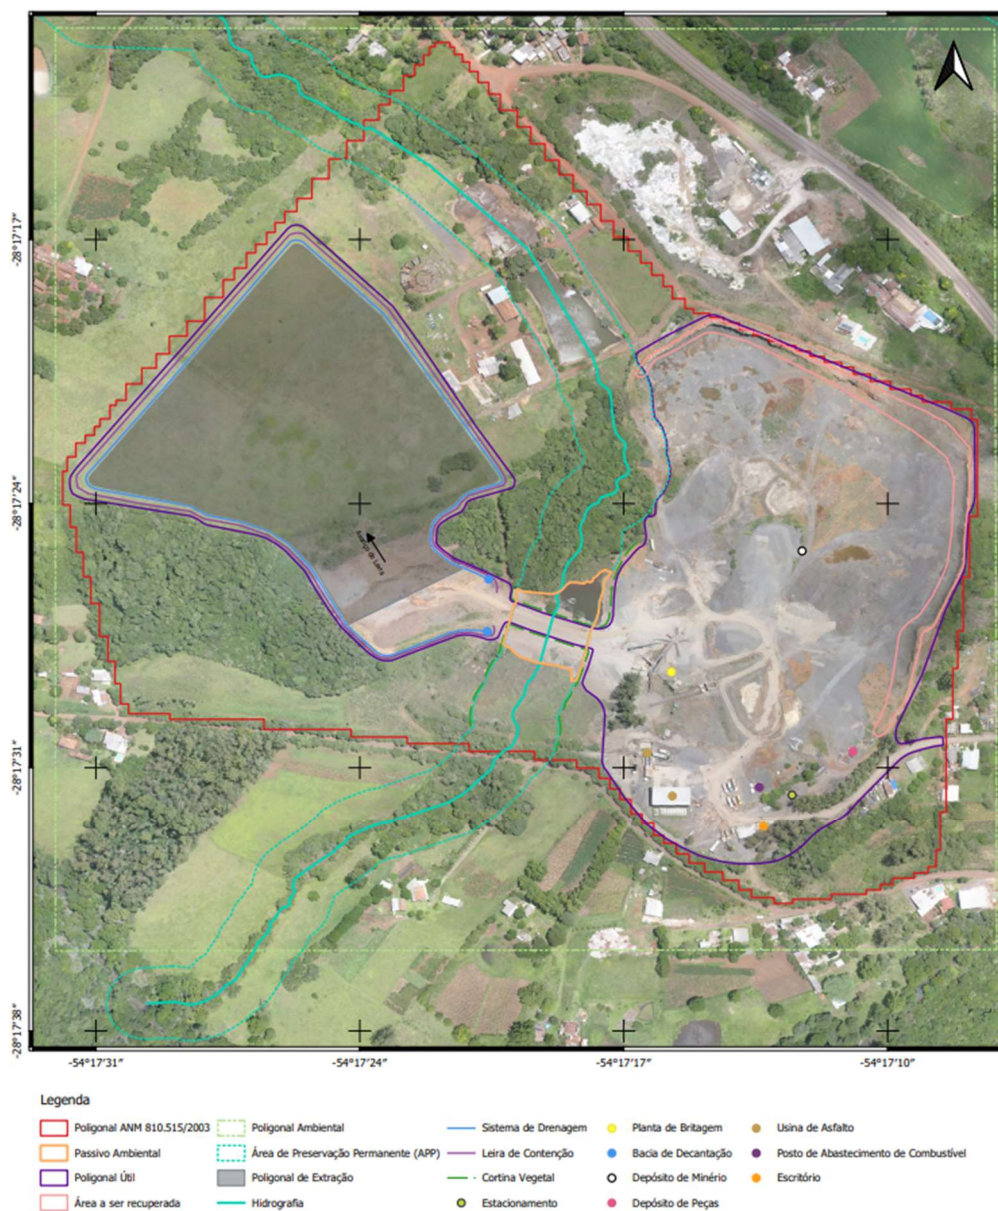 -28°17'17"
-28°17'24"
Avanço de Lavra
-28°17'31"
-28°17'38"
-54°17'31" -54°17'24" -54°17'17" -54°17'10"
Legenda
Poligonal ANM 810.515/2003 Poligonal Ambiental Sistema de Drenagem Planta de Britagem Usina de Asfalto
Passivo Ambiental Área de Preservação Permanente (APP) Leira de Contenção Bacia de Decantação Posto de Abastecimento de Combustível
Poligonal Útil Poligonal de Extração Cortina Vegetal Depósito de Minério Escritório
Área a ser recuperada Hidrografia Estacionamento Depósito de Peças